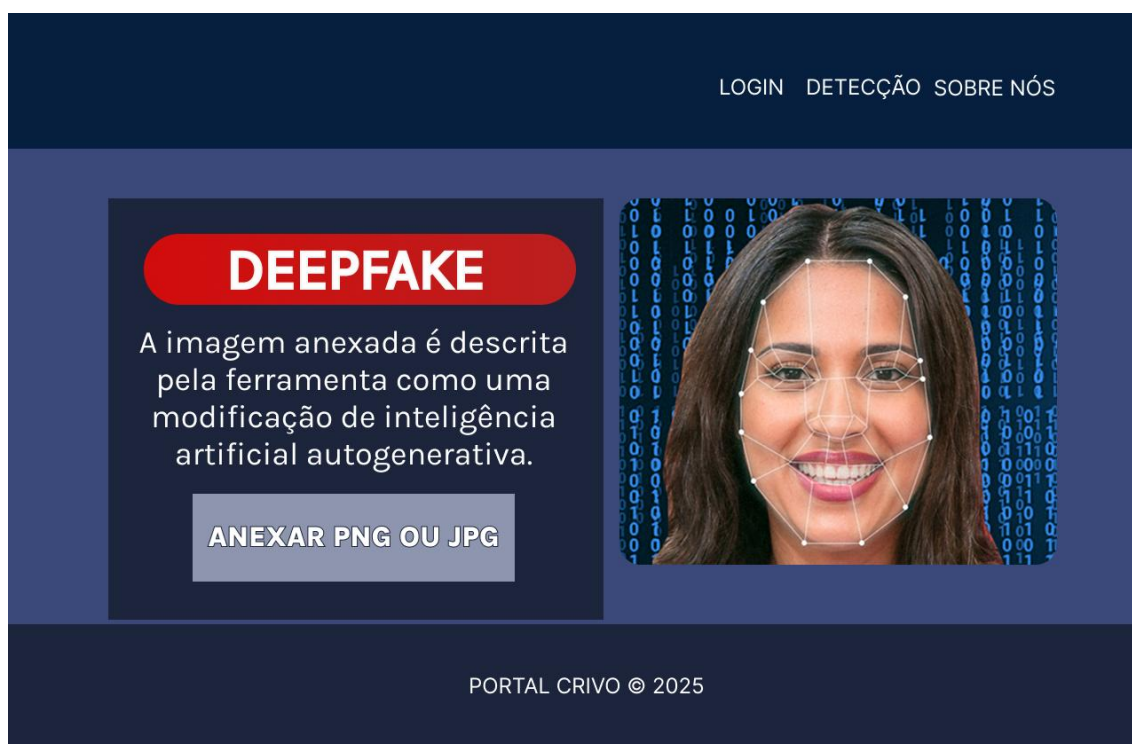 LOGIN DETECÇÃO SOBRE NÓS
DEEPFAKE
A imagem anexada é descrita
pela ferramenta como uma
modificação de inteligência
artificial autogenerativa.
ANEXAR PNG OU JPG
PORTAL CRIVO © 2025